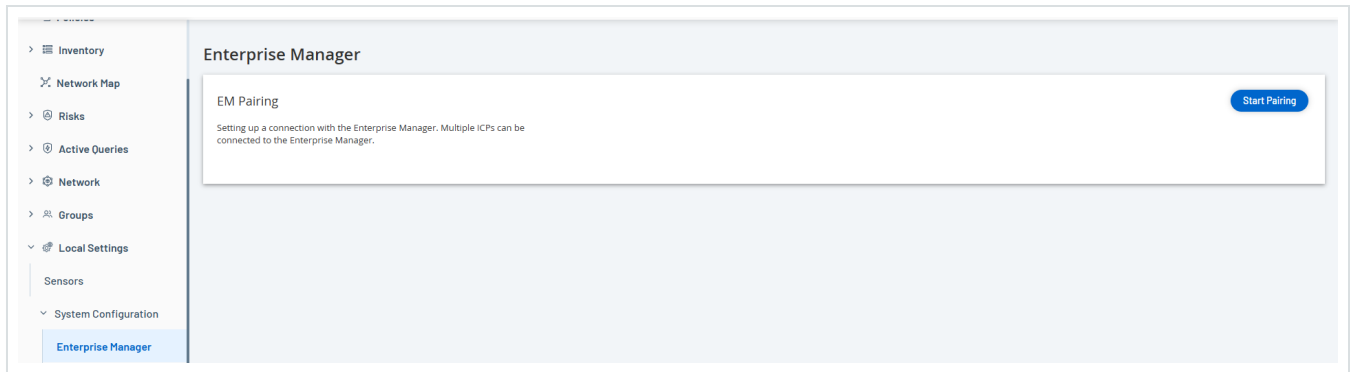 Inventory
Network Map
Risks
Active Queries
Network
Groups
Local Settings
Sensors
System Configuration
Enterprise Manager
Enterprise Manager
EM Pairing
Start Pairing
Setting up a connection with the Enterprise Manager. Multiple ICPs can be
connected to the Enterprise Manager.